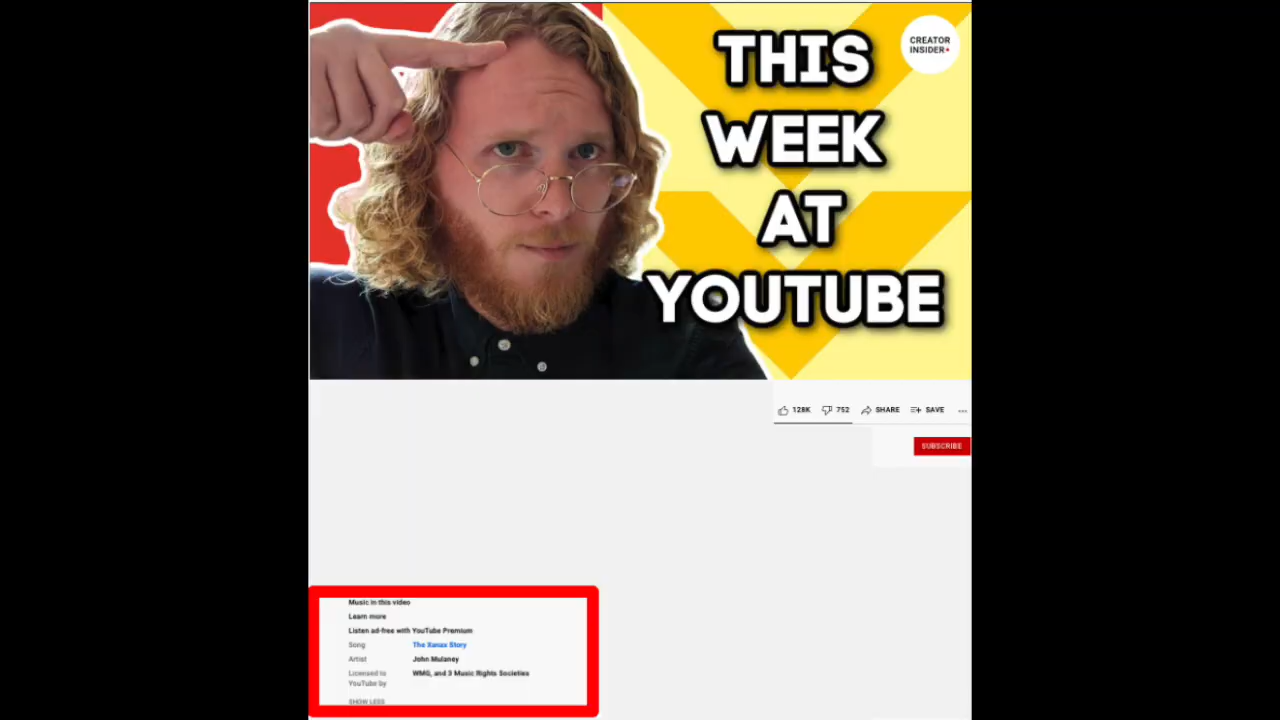 THIS
WEEK
AT
YOUTUBE
CREATOR
INSIDER
128K 752 SHARE SAVE ...
SUBSCRIBE
Music in this video
Learn more
Listen ad-free with YouTube Premium
Song The Xanax Story
Artist John Mulaney
Licensed to WMG, and 3 Music Rights Societies
YouTube by
SHOW LESS